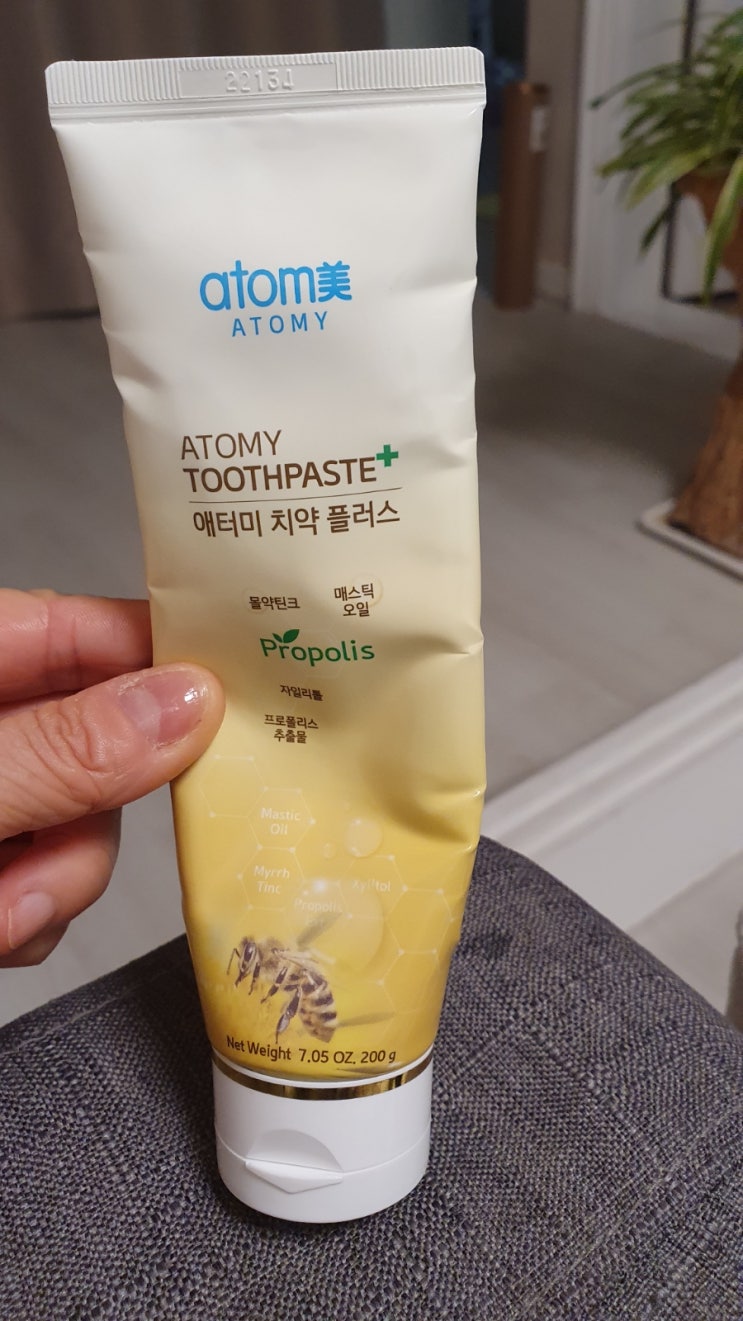 22134
atom美
ATOMY
ATOMY
TOOTHPASTE+
애터미 치약 플러스
몰약틴크
매스틱
오일
Propolis
자일리톨
프로폴리스
추출물
Mastic
Oil
Myrrh
Tinc
Xylitol
Propolis
Net Weight 7.05 OZ. 200 g